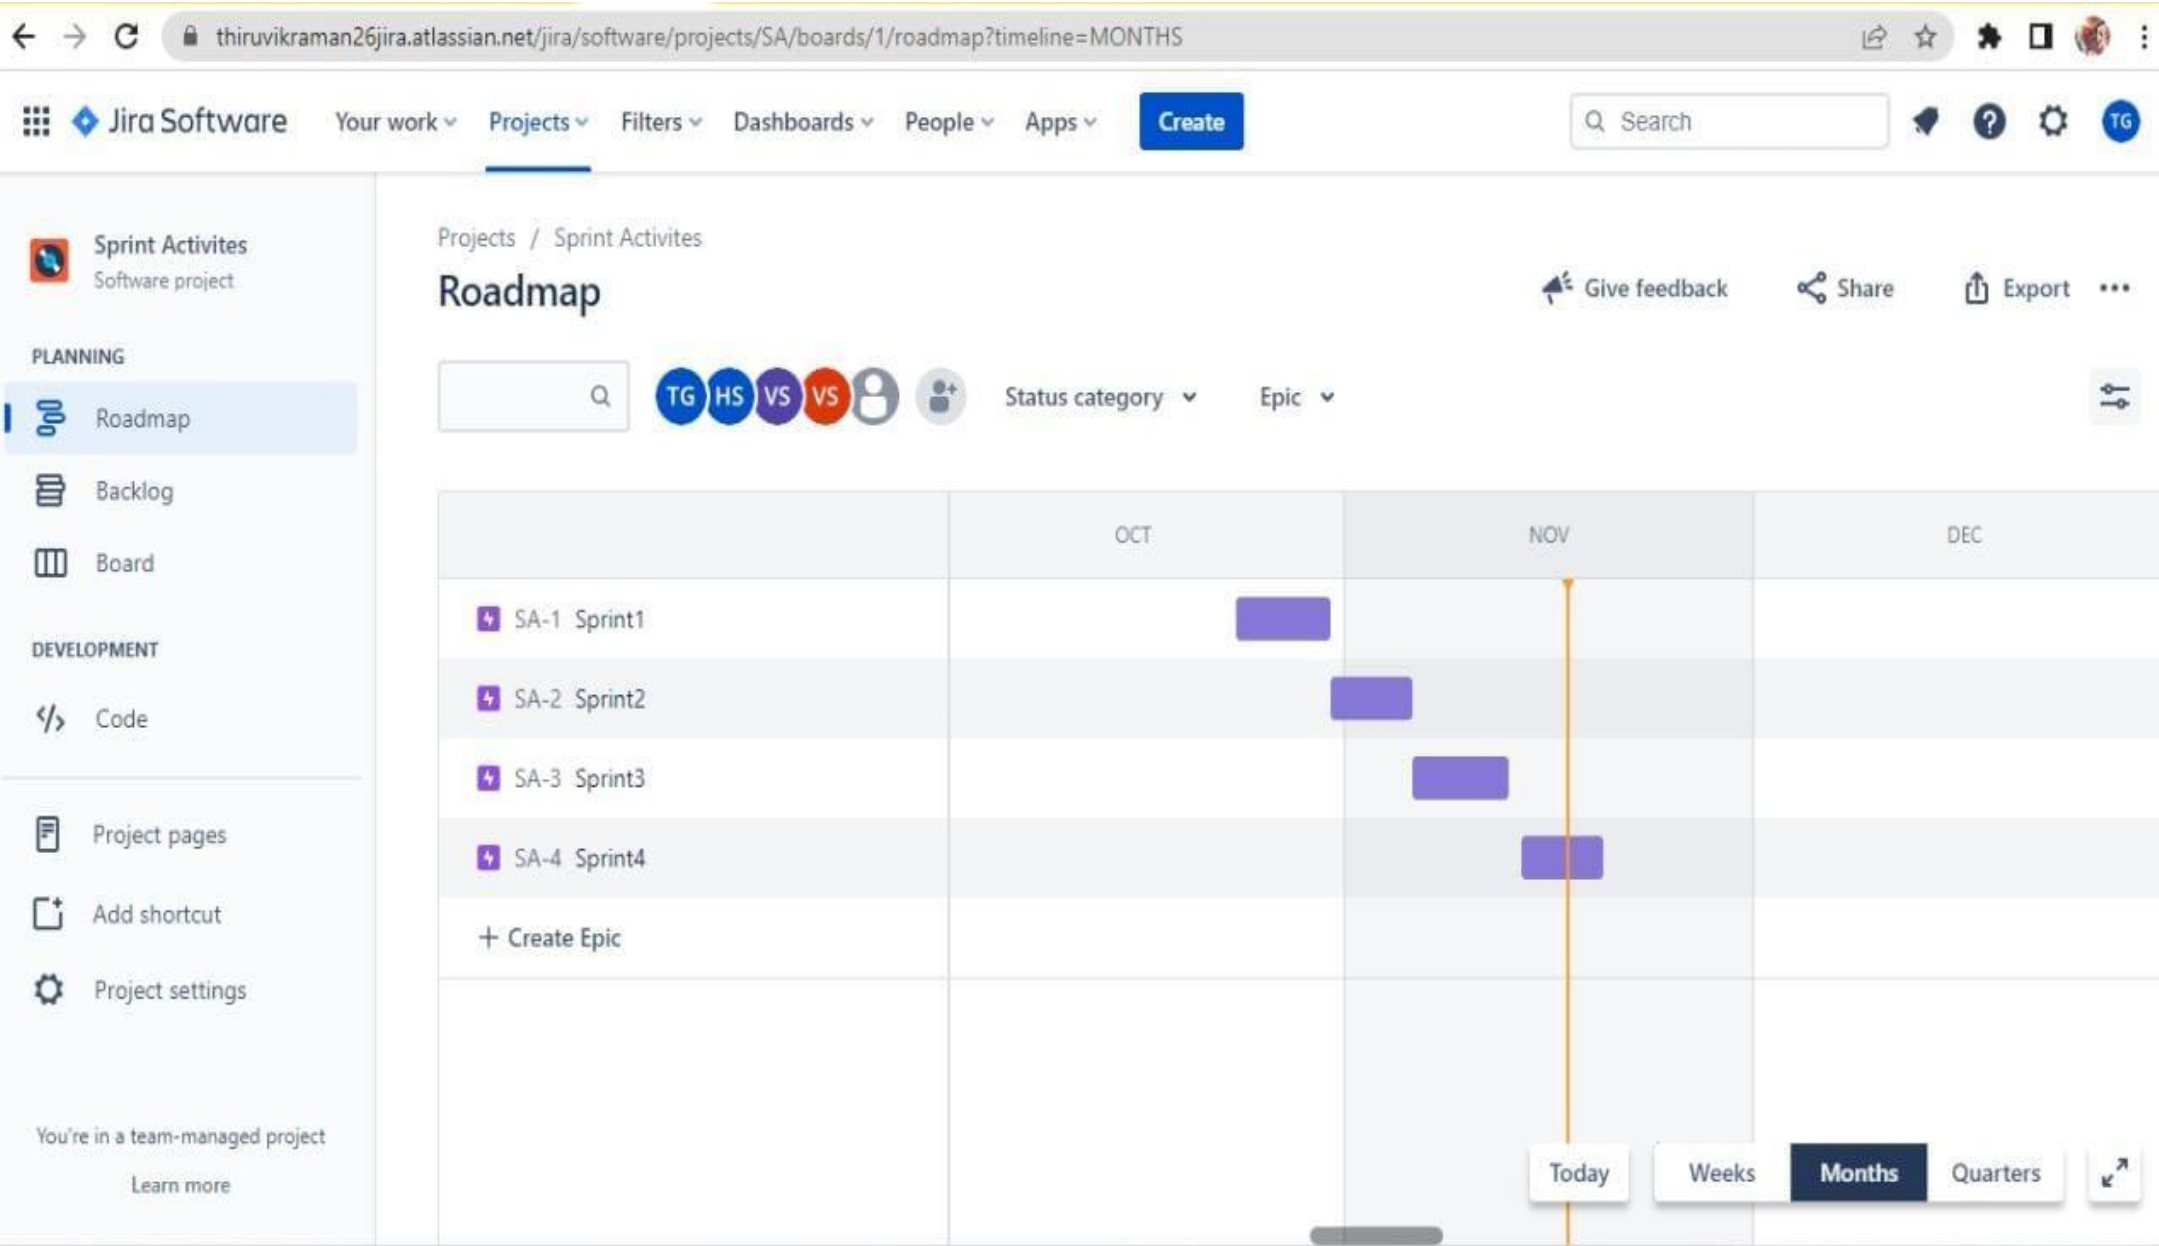 thiruvikraman26jira.atlassian.net/jira/software/projects/SA/boards/1/roadmap?timeline=MONTHS
Jira Software Your work Projects Filters Dashboards People Apps Create Search TG
Sprint Activites
Software project
PLANNING
Roadmap
Backlog
Board
DEVELOPMENT
Code
Project pages
Add shortcut
Project settings
You're in a team-managed project
Learn more
Projects / Sprint Activites
Roadmap
Give feedback Share Export
TG HS VS VS Status category Epic
OCT NOV DEC
SA-1 Sprint1
SA-2 Sprint2
SA-3 Sprint3
SA-4 Sprint4
+ Create Epic
Today Weeks Months Quarters